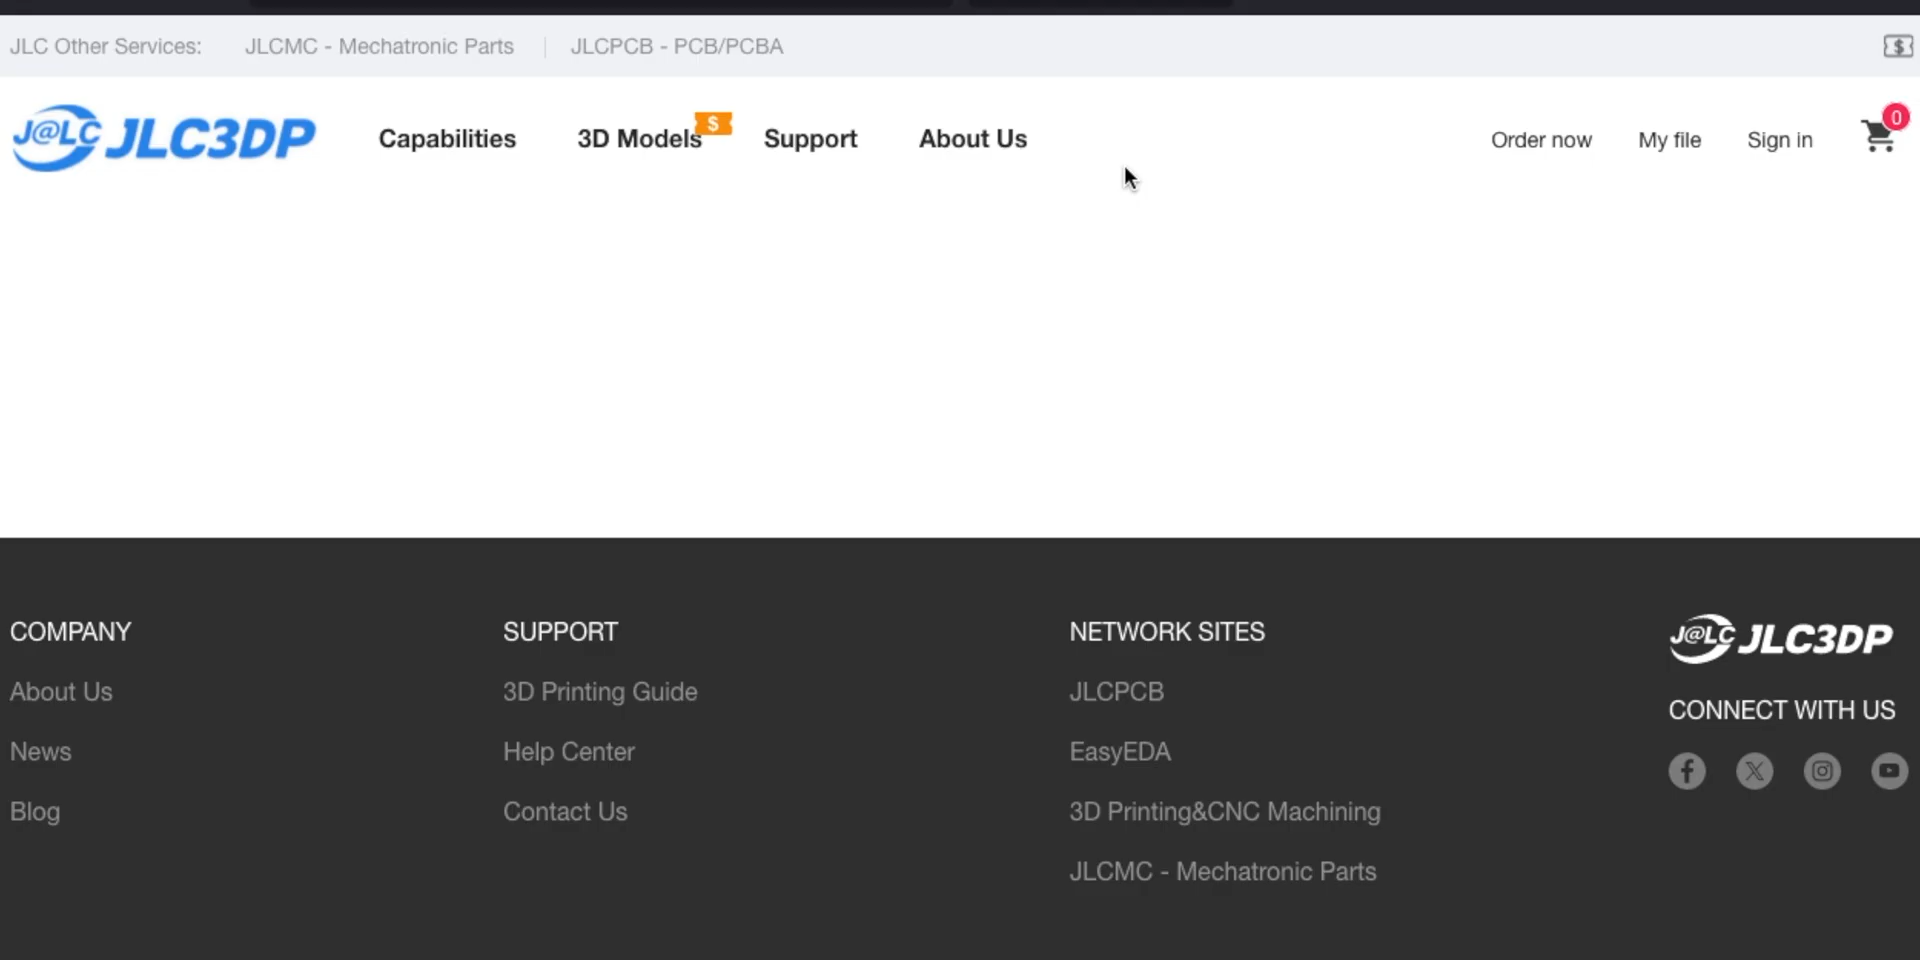 JLC Other Services: JLCMC - Mechatronic Parts JLCPCB - PCB/PCBA $
J@LC JLC3DP Capabilities 3D Models $ Support About Us Order now My file Sign in 0
COMPANY SUPPORT NETWORK SITES J@LC JLC3DP
About Us 3D Printing Guide JLCPCB CONNECT WITH US
News Help Center EasyEDA
Blog Contact Us 3D Printing&CNC Machining
JLCMC - Mechatronic Parts